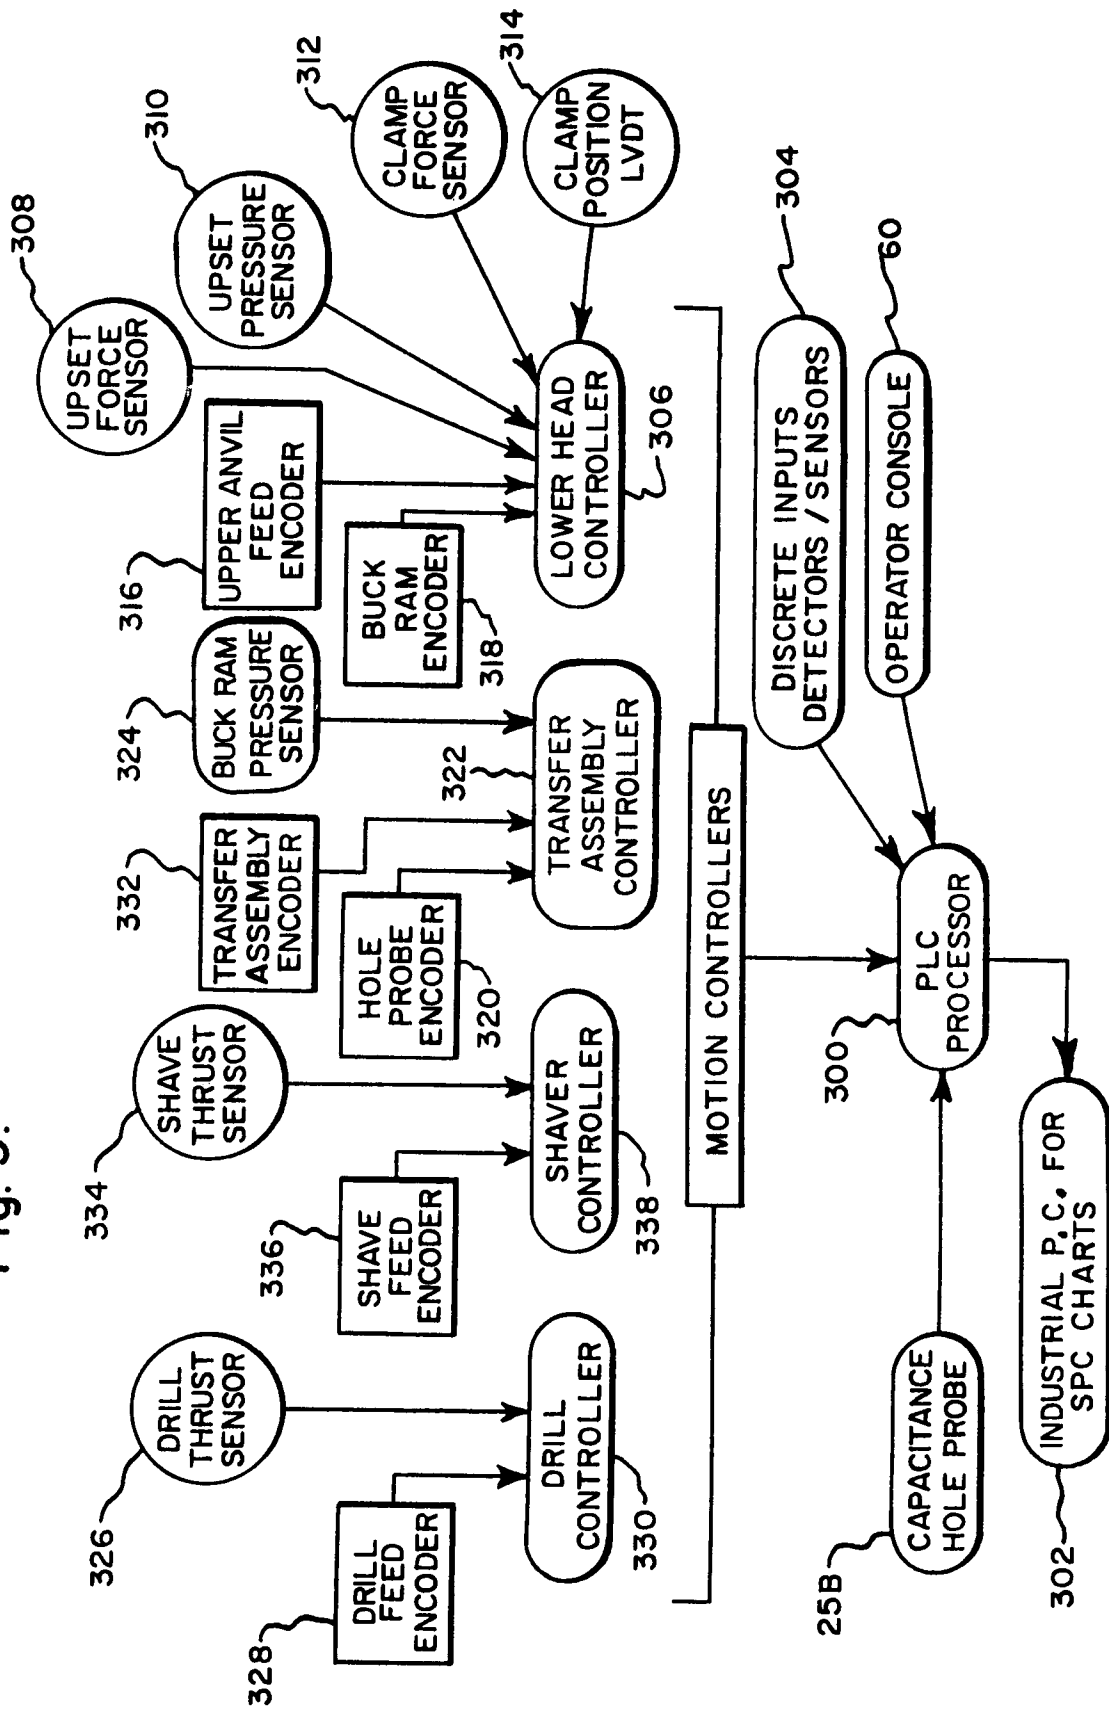 Fig.
326
DRILL
THRUST
SENSOR
328
DRILL
FEED
ENCODER
DRILL
CONTROLLER
330
334
SHAVE
THRUST
SENSOR
336
SHAVE
FEED
ENCODER
SHAVER
CONTROLLER
338
332
TRANSFER
ASSEMBLY
ENCODER
324
BUCK RAM
PRESSURE
SENSOR
HOLE
PROBE
ENCODER
320
322
TRANSFER
ASSEMBLY
CONTROLLER
316
UPPER ANVIL
FEED
ENCODER
BUCK
RAM
ENCODER
318
308
UPSET
FORCE
SENSOR
310
UPSET
PRESSURE
SENSOR
312
CLAMP
FORCE
SENSOR
314
CLAMP
POSITION
LVDT
LOWER HEAD
CONTROLLER
306
MOTION CONTROLLERS
304
DISCRETE INPUTS
DETECTORS / SENSORS
60
OPERATOR CONSOLE
300
PLC
PROCESSOR
25B
CAPACITANCE
HOLE PROBE
302
INDUSTRIAL P.C. FOR
SPC CHARTS